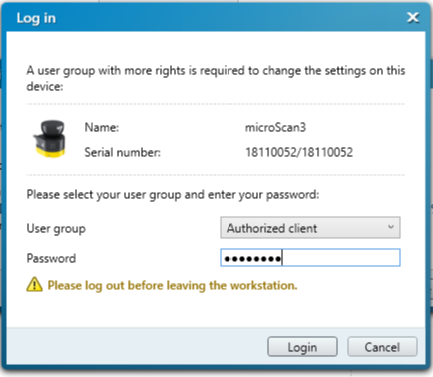 Log in
A user group with more rights is required to change the settings on this
device:
Name: microScan3
Serial number: 18110052/18110052
Please select your user group and enter your password:
User group Authorized client
Password ●●●●●●●●
Please log out before leaving the workstation.
Login Cancel